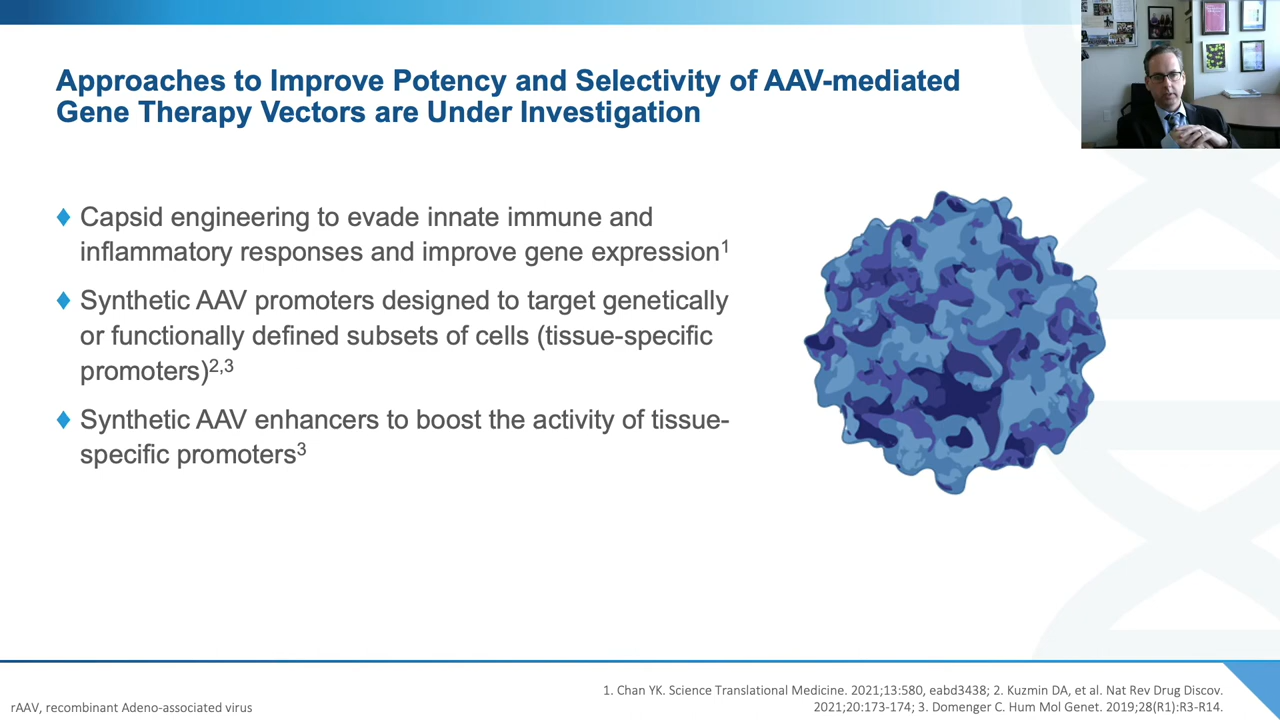 Approaches to Improve Potency and Selectivity of AAV-mediated
Gene Therapy Vectors are Under Investigation
♦ Capsid engineering to evade innate immune and
inflammatory responses and improve gene expression1
♦ Synthetic AAV promoters designed to target genetically
or functionally defined subsets of cells (tissue-specific
promoters)2,3
♦ Synthetic AAV enhancers to boost the activity of tissue-
specific promoters3
1. Chan YK. Science Translational Medicine. 2021;13:580, eabd3438; 2. Kuzmin DA, et al. Nat Rev Drug Discov.
2021;20:173-174; 3. Domenger C. Hum Mol Genet. 2019;28(R1):R3-R14.
rAAV, recombinant Adeno-associated virus